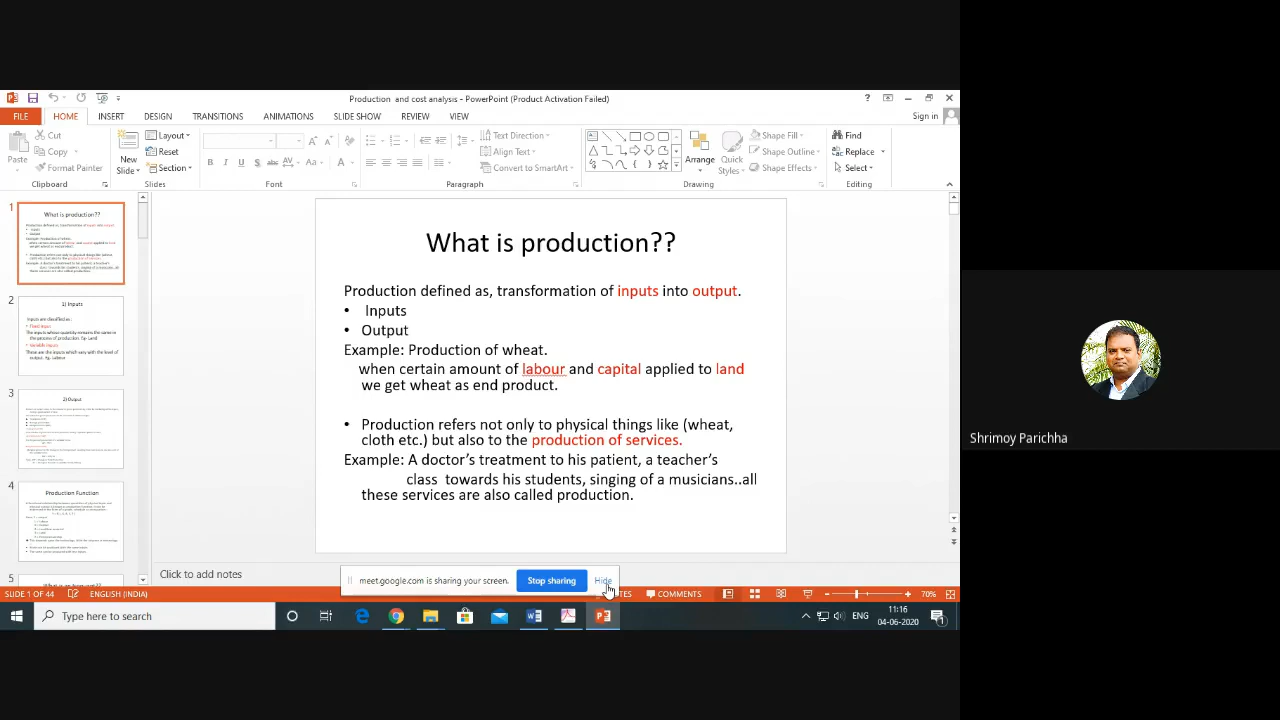 Production and cost analysis - PowerPoint (Product Activation Failed)
FILE HOME INSERT DESIGN TRANSITIONS ANIMATIONS SLIDE SHOW REVIEW VIEW Sign in
Paste
Cut
Copy
Format Painter
Clipboard
New
Slide
Layout
Reset
Section
Slides
Font
Text Direction
Align Text
Convert to SmartArt
Paragraph
Arrange
Quick
Styles
Shape Fill
Shape Outline
Shape Effects
Drawing
Find
Replace
Select
Editing
1
What is production??
2
1) Inputs
Inputs are classified as:
Fixed input
The inputs whose quantity remains the same in
the process of production. Eg- Land
Variable inputs
These are the inputs which vary with the level of
output. Eg. Labour
3
2) Output
4
Production Function
5
What is production??
Production defined as, transformation of inputs into output.
• Inputs
• Output
Example: Production of wheat.
when certain amount of labour and capital applied to land
we get wheat as end product.
• Production refers not only to physical things like (wheat,
cloth etc.) but also to the production of services.
Example: A doctor's treatment to his patient, a teacher's
class towards his students, singing of a musicians..all
these services are also called production.
Click to add notes
meet.google.com is sharing your screen. Stop sharing Hide
SLIDE 1 OF 44 ENGLISH (INDIA) COMMENTS 70%
Type here to search
ENG
11:16
04-06-2020
Shrimoy Parichha